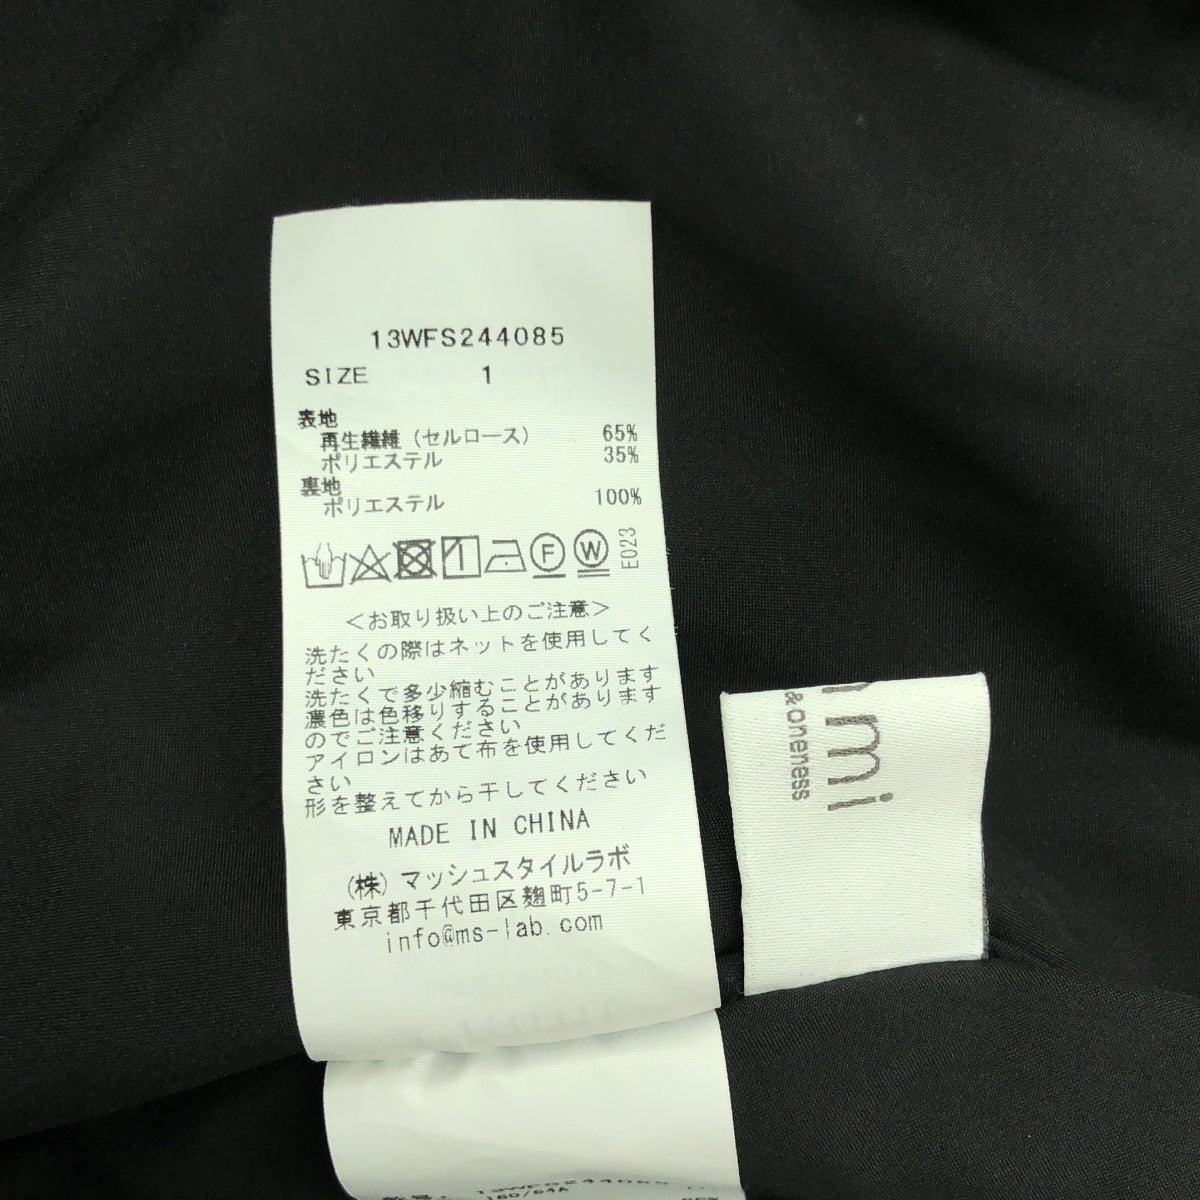 13WFS244085
SIZE 1
表地
再生繊維(セルロース) 65%
ポリエステル 35%
裏地
ポリエステル 100%
F W E023
<お取り扱い上のご注意>
洗たくの際はネットを使用してく
ださい
洗たくで多少縮むことがあります
濃色は色移りすることがあります
のでご注意ください
アイロンはあて布を使用してくだ
さい
形を整えてから干してください
MADE IN CHINA
(株)マッシュスタイルラボ
東京都千代田区麹町5-7-1
info@ms-lab.com
mi
&oneness
13WFS244085
160/64A